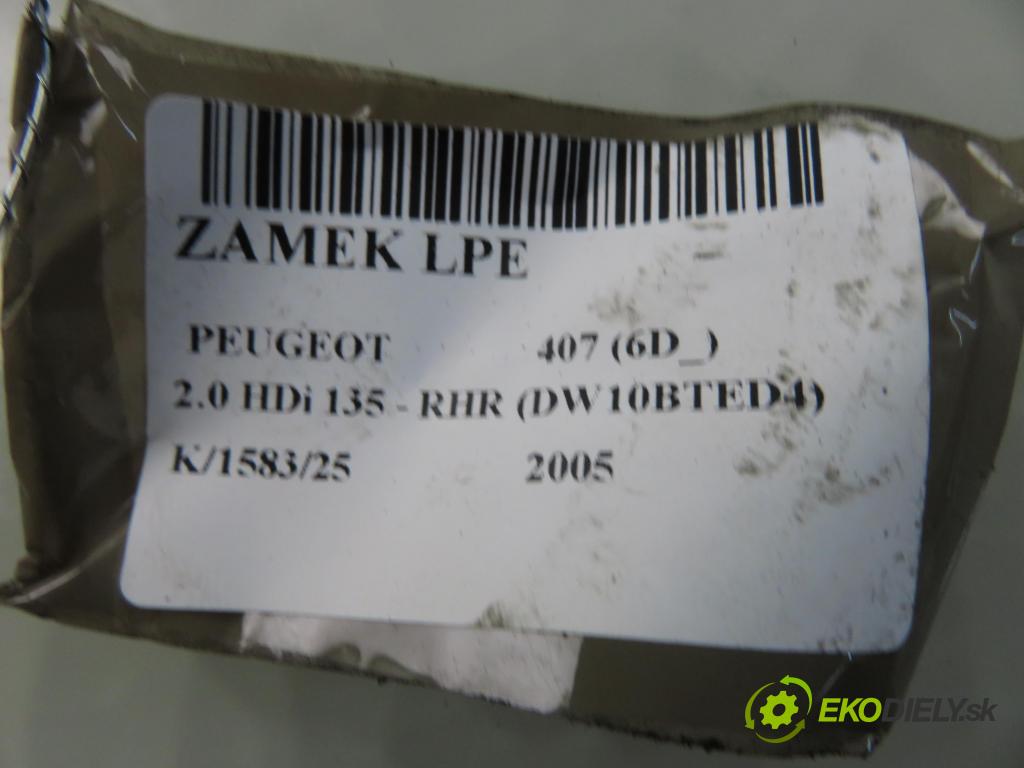 ZAMEK LPE
PEUGEOT 407 (6D_)
2.0 HDi 135 - RHR (DW10BTED4)
K/1583/25 2005
EKODIELY.sk